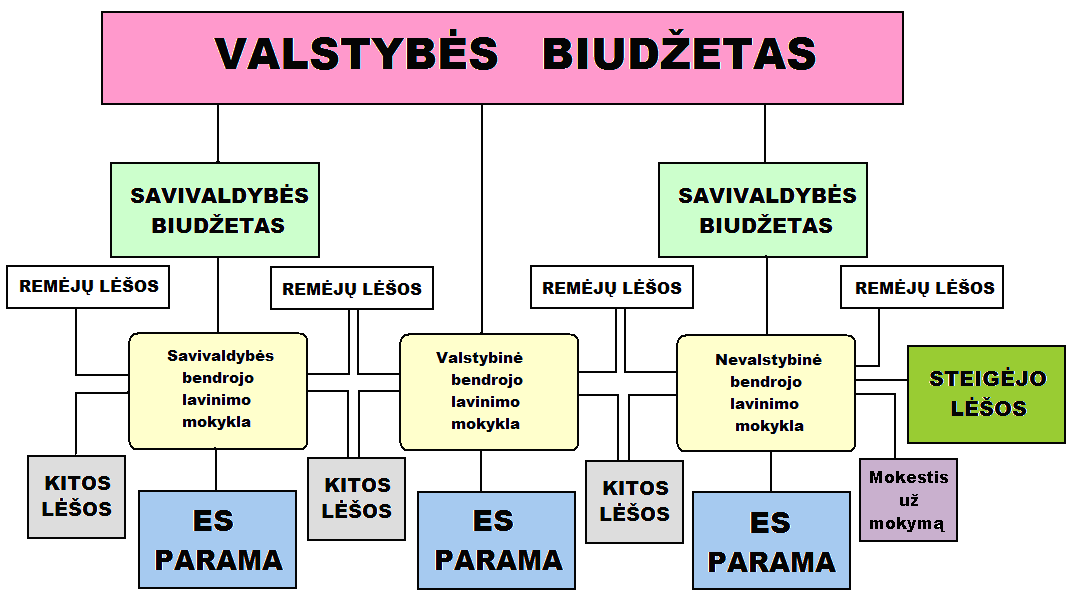 VALSTYBĖS BIUDŽETAS
SAVIVALDYBĖS
BIUDŽETAS
SAVIVALDYBĖS
BIUDŽETAS
REMĖJŲ LĖŠOS
REMĖJŲ LĖŠOS
REMĖJŲ LĖŠOS
REMĖJŲ LĖŠOS
Savivaldybės
bendrojo
lavinimo
mokykla
Valstybinė
bendrojo
lavinimo
mokykla
Nevalstybinė
bendrojo
lavinimo
mokykla
STEIGĖJO
LĖŠOS
KITOS
LĖŠOS
KITOS
LĖŠOS
KITOS
LĖŠOS
Mokestis
už
mokymą
ES
PARAMA
ES
PARAMA
ES
PARAMA